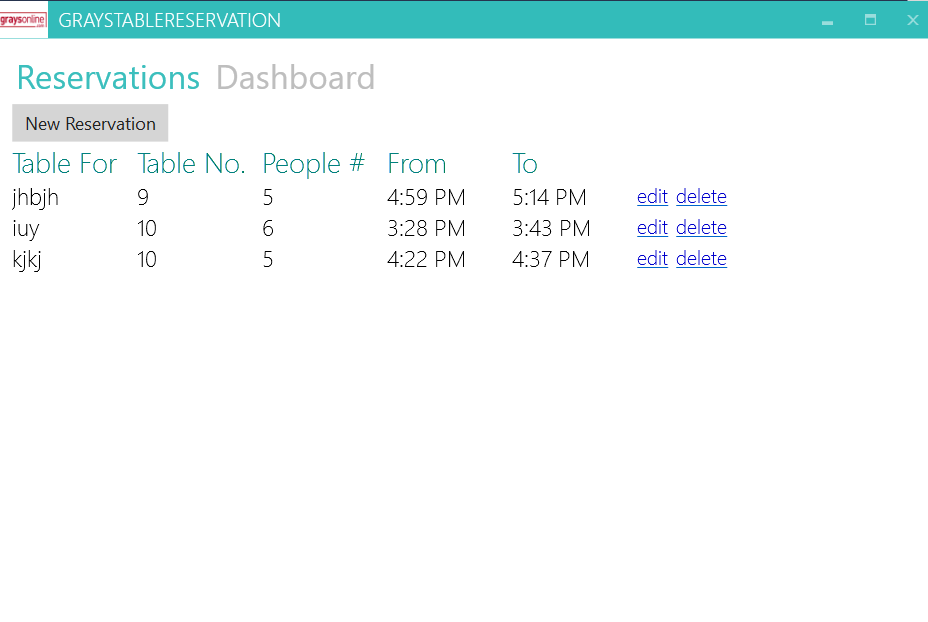 graysonline GRAYSTABLERESERVATION
Reservations Dashboard
New Reservation
Table For Table No. People # From To
jhbjh 9 5 4:59 PM 5:14 PM edit delete
iuy 10 6 3:28 PM 3:43 PM edit delete
kjkj 10 5 4:22 PM 4:37 PM edit delete